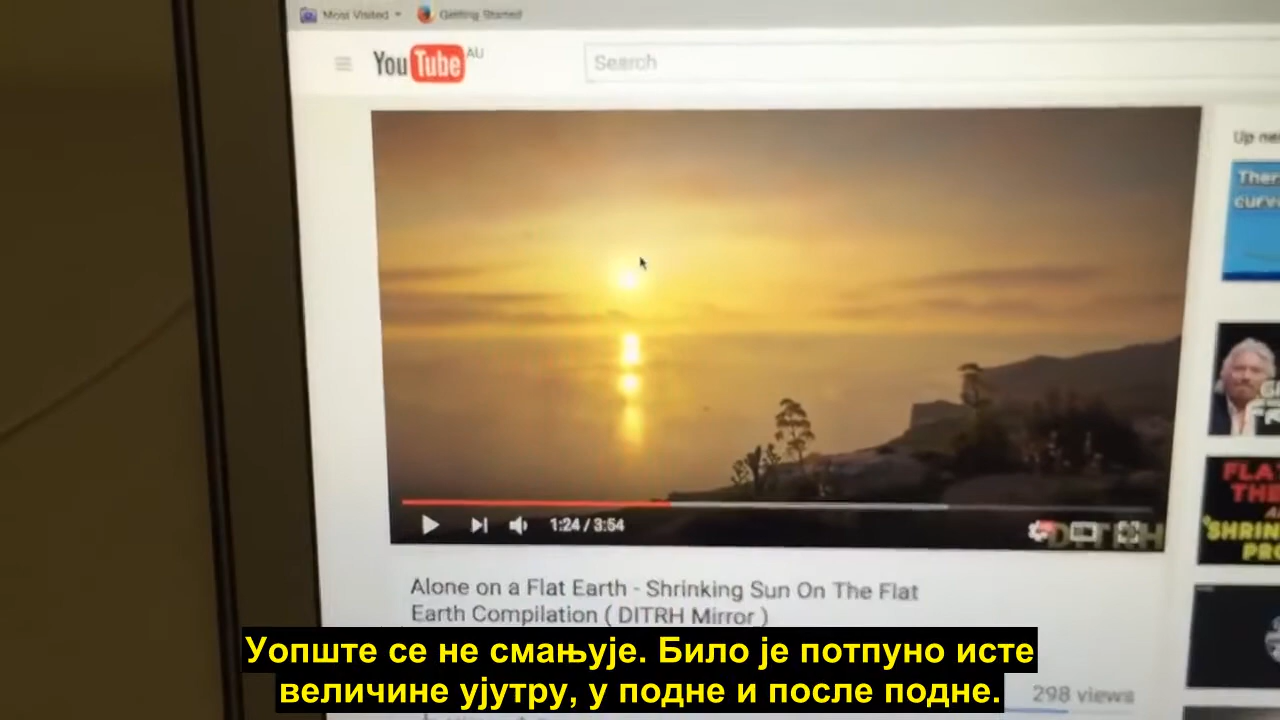 Most Visited
Getting Started
YouTube AU
Search
Up
1:24 / 3:54
DITRH
Alone on a Flat Earth - Shrinking Sun On The Flat
Earth Compilation ( DITRH Mirror )
298 views
Уопште се не смањује. Било је потпуно исте
величине ујутру, у подне и после подне.